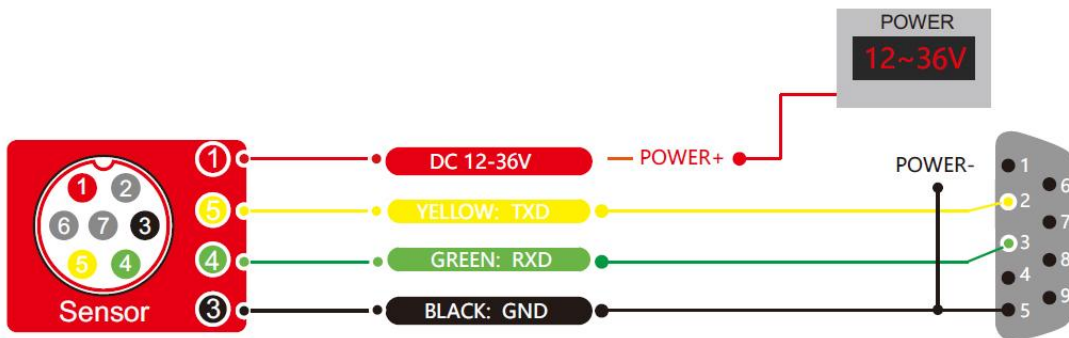 POWER
12~36V
1 DC 12-36V POWER+
POWER-
1 2
6 7 3
5 4
Sensor
5 YELLOW: TXD
4 GREEN: RXD
3 BLACK: GND
1
6
2
7
3
8
4
9
5